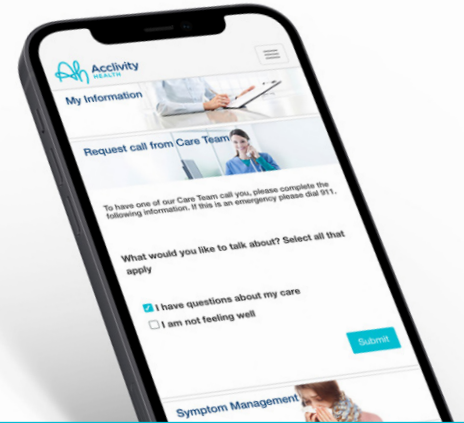 Acclivity
HEALTH
My Information
Request call from Care Team
To have one of our Care Team call you, please complete the
following information. If this is an emergency please dial 911.
What would you like to talk about? Select all that
apply
I have questions about my care
I am not feeling well
Submit
Symptom Management